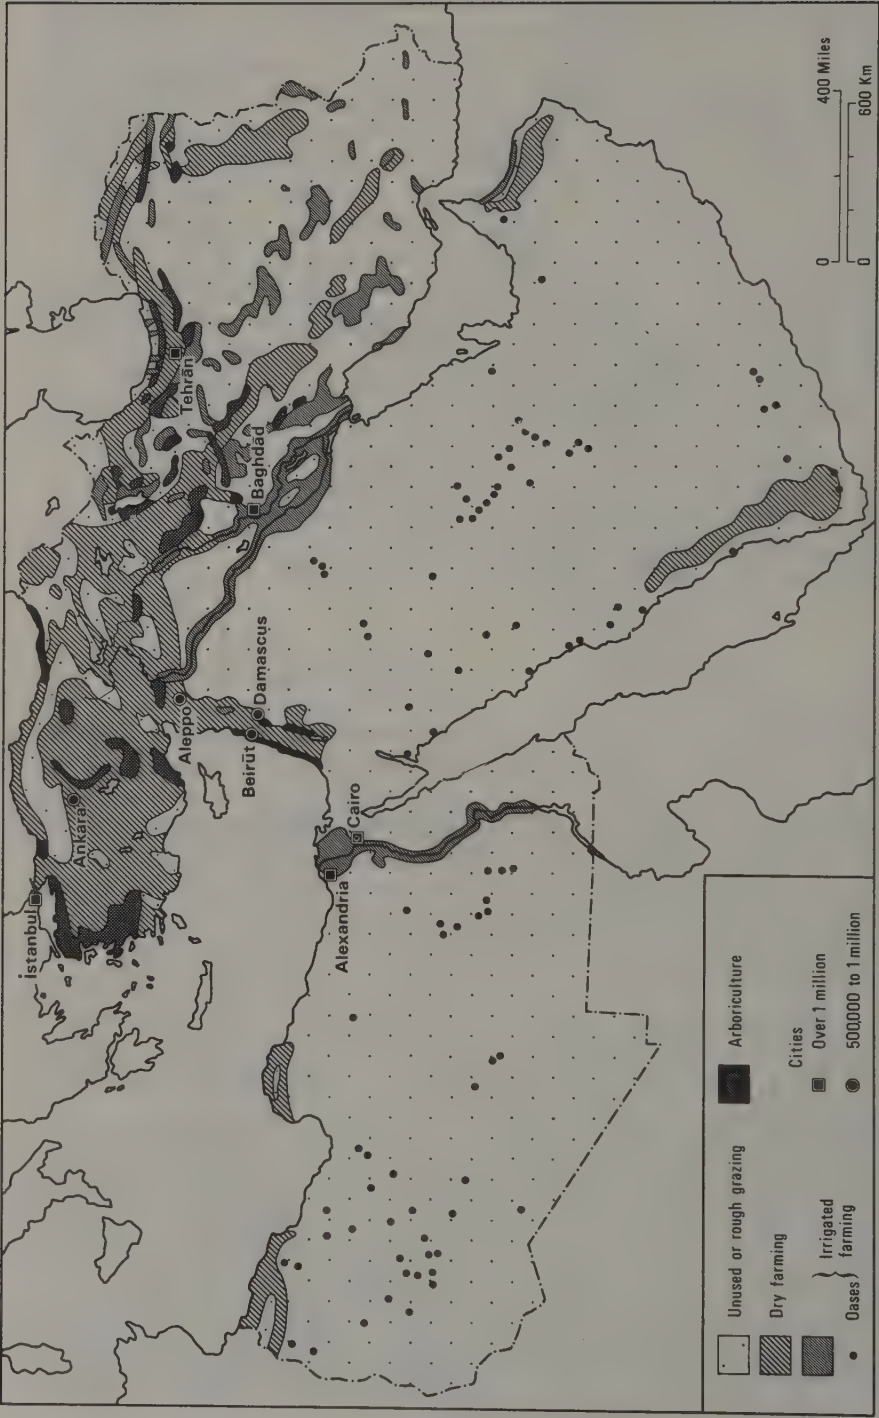 İstanbul
Ankara
Aleppo
Beirūt
Damascus
Tehrān
Baghdād
Alexandria
Cairo
0 400 Miles
0 600 Km
Unused or rough grazing
Dry farming
Irrigated
farming
Oases
Arboriculture
Cities
Over 1 million
500,000 to 1 million